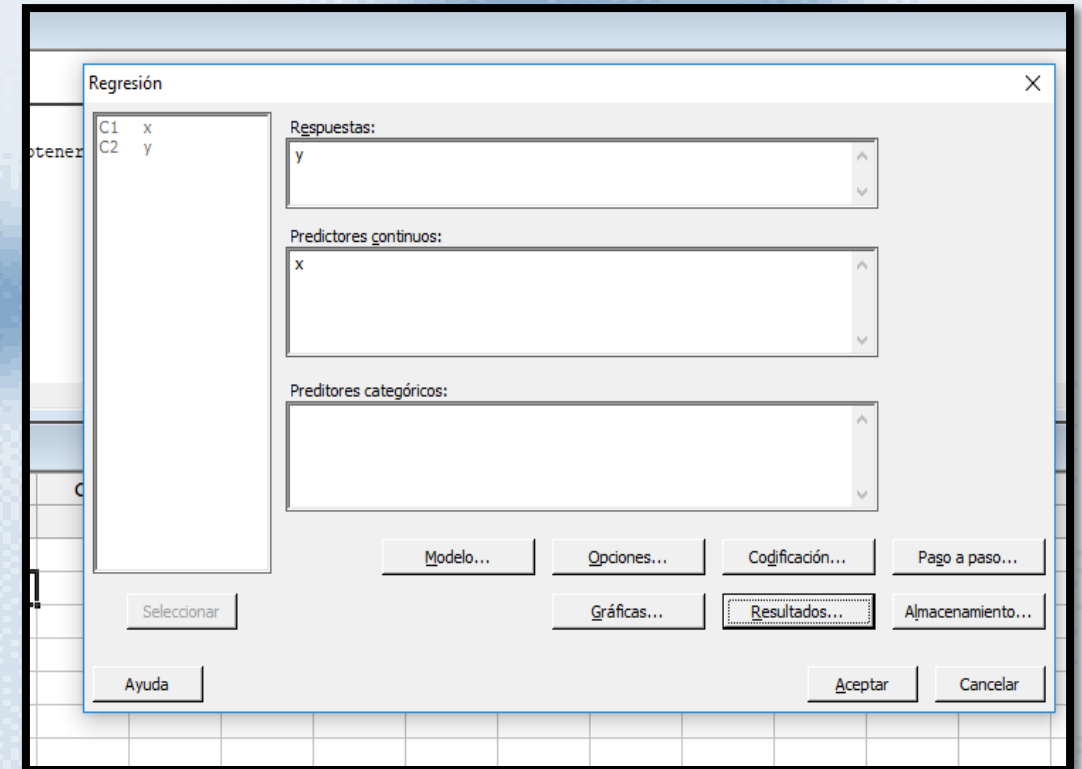 Regresión
C1 x
C2 y
Respuestas:
y
Predictores continuos:
x
Preditores categóricos:
Modelo...
Opciones...
Codificación...
Paso a paso...
Seleccionar
Gráficas...
Resultados...
Almacenamiento...
Ayuda
Aceptar
Cancelar